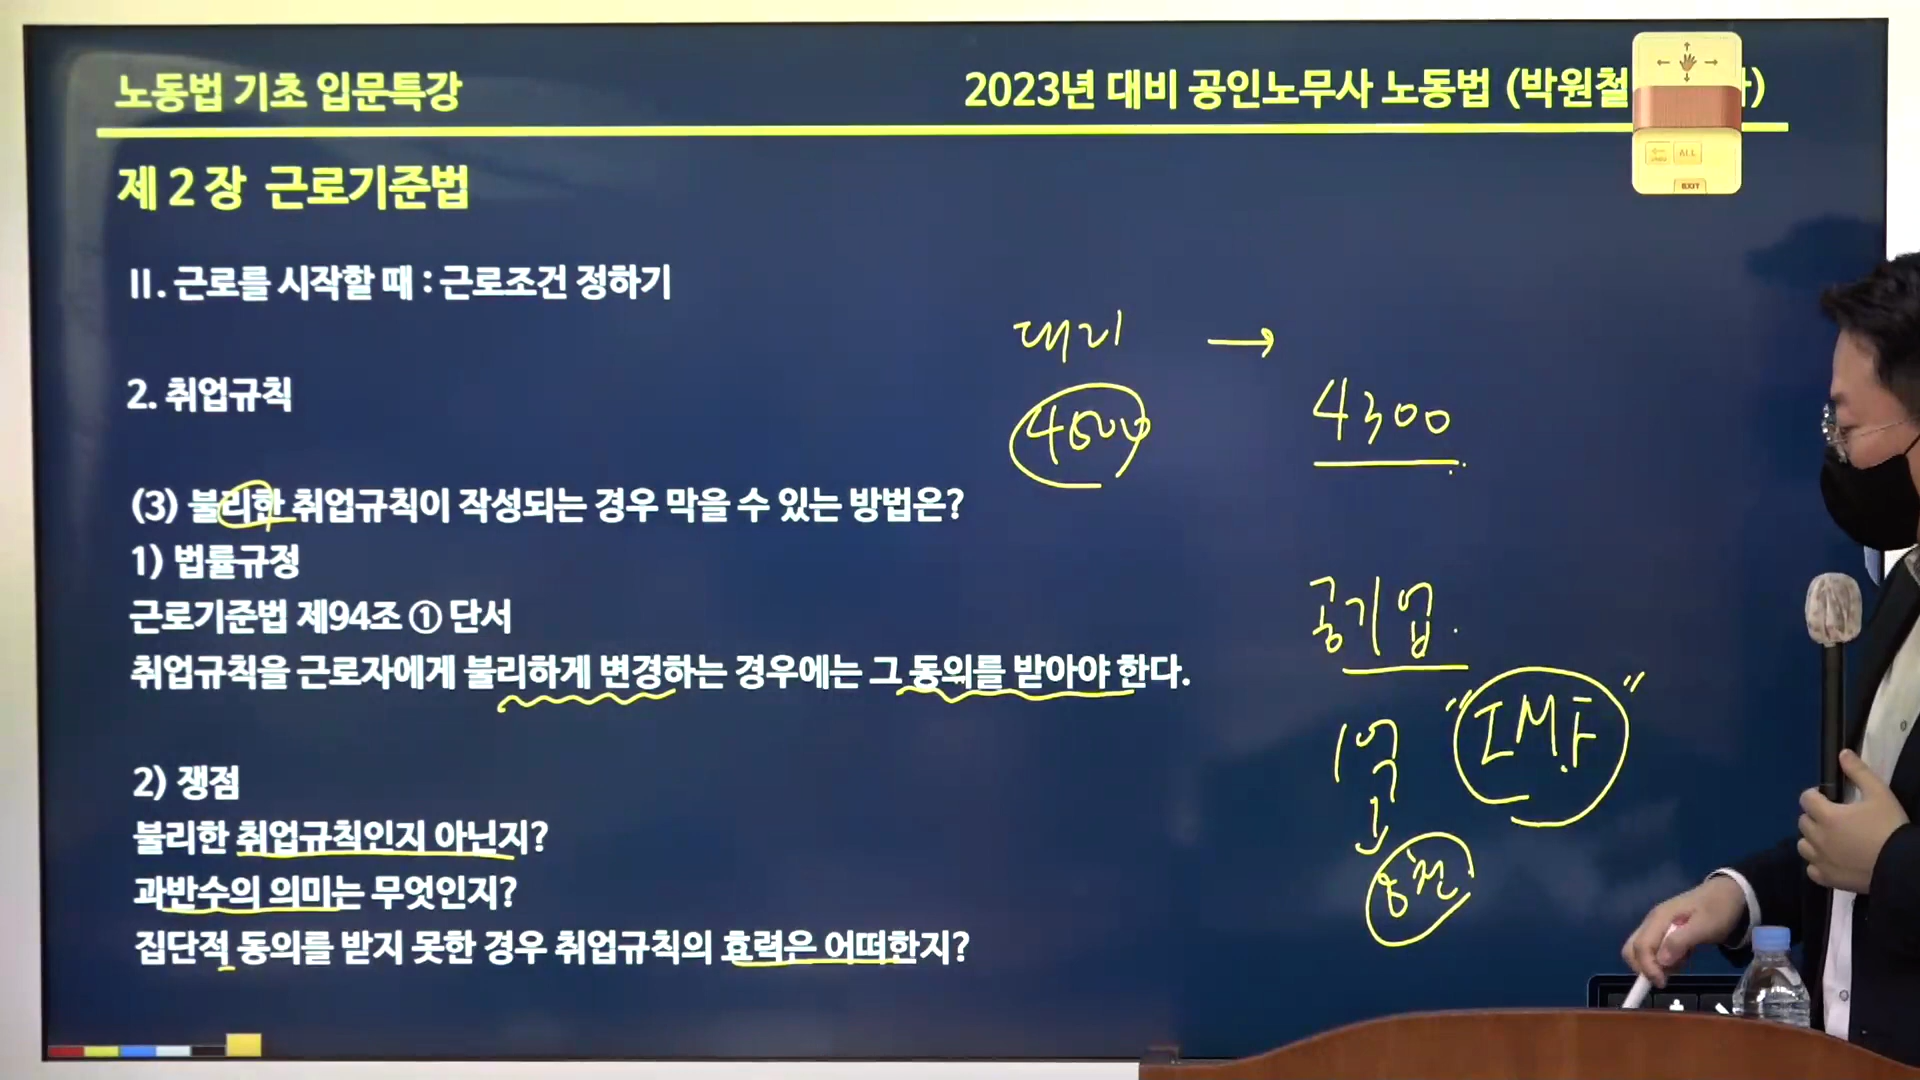 노동법 기초 입문특강
2023년 대비 공인노무사 노동법 (박원철
제 2 장 근로기준법
ALL
EXIT
II. 근로를 시작할 때 : 근로조건 정하기
대리 →
4300
2. 취업규칙
(3) 불리한 취업규칙이 작성되는 경우 막을 수 있는 방법은?
1) 법률규정
근로기준법 제94조 ① 단서
취업규칙을 근로자에게 불리하게 변경하는 경우에는 그 동의를 받아야 한다.
공기업.
"IMF"
1억
2) 쟁점
불리한 취업규칙인지 아닌지?
과반수의 의미는 무엇인지?
집단적 동의를 받지 못한 경우 취업규칙의 효력은 어떠한지?